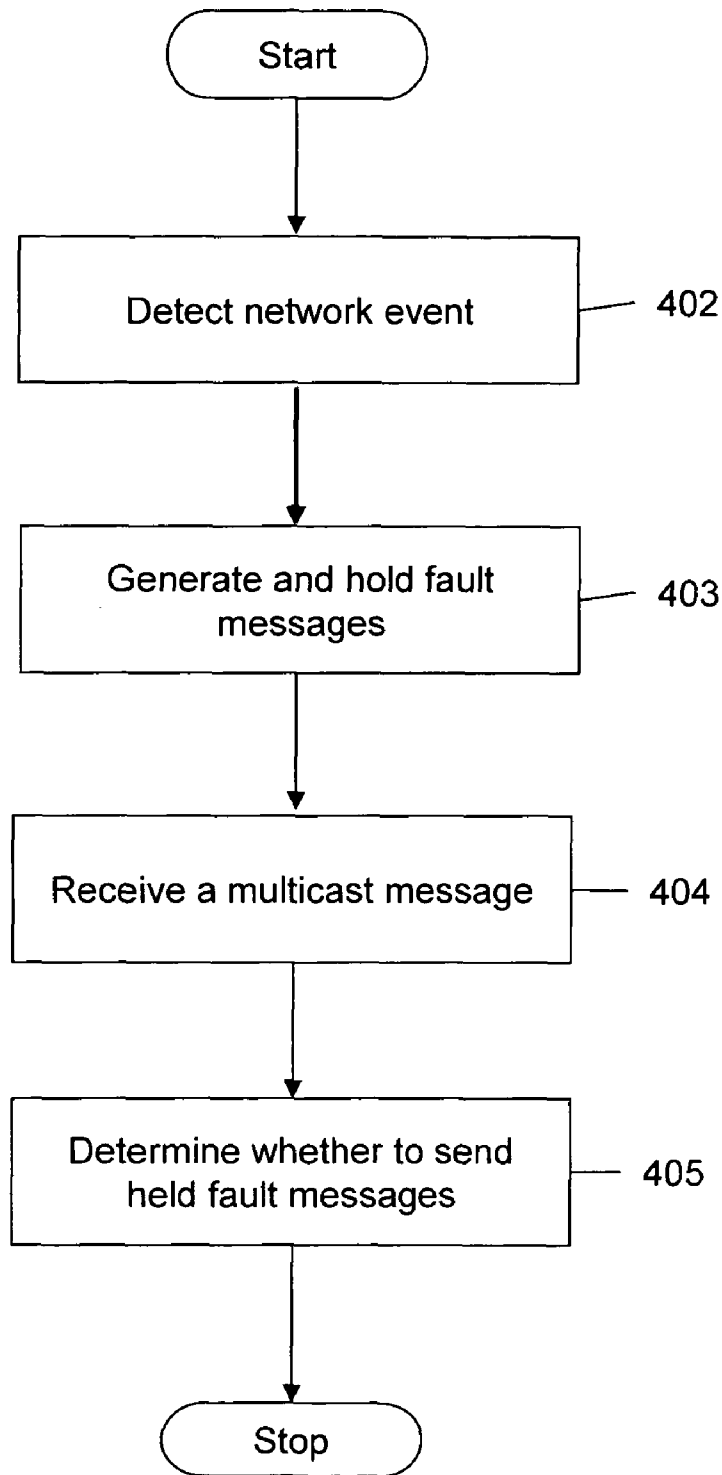 Start
Detect network event
402
Generate and hold fault
messages
403
Receive a multicast message
404
Determine whether to send
held fault messages
405
Stop